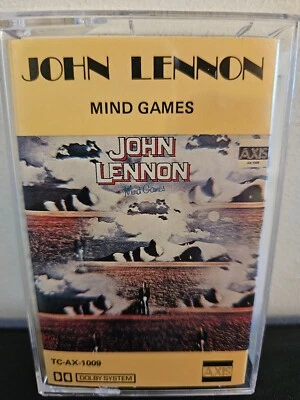 JOHN LENNON
MIND GAMES
JOHN
LENNON
Mind Games
AXIS
TC-AX-1009
DOLBY SYSTEM
AXIS